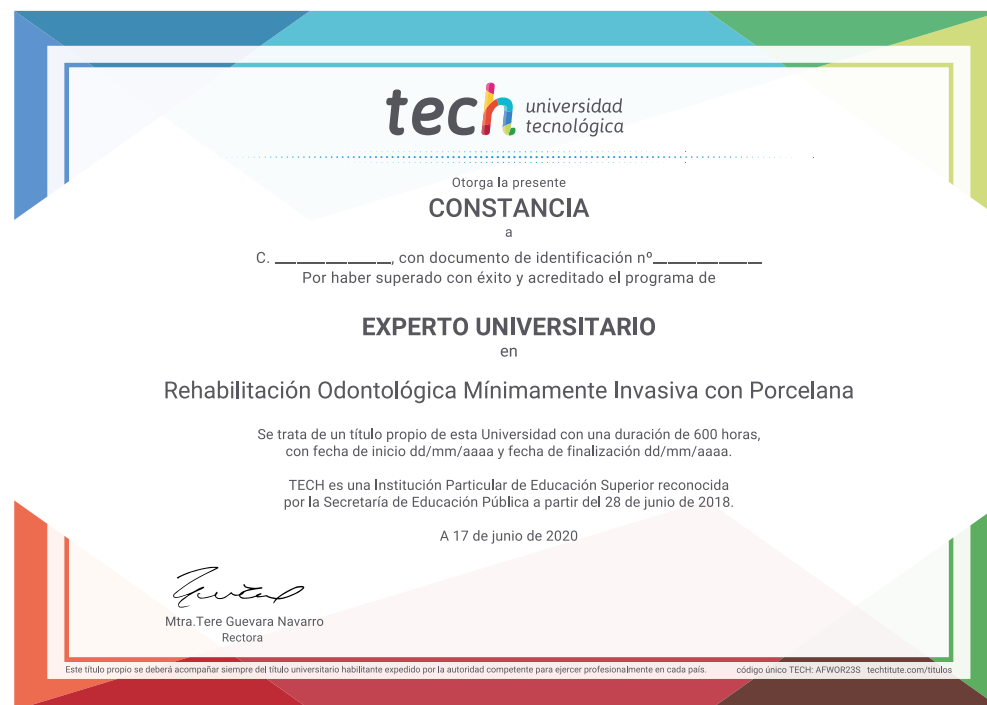 tech universidad
tecnológica
Otorga la presente
CONSTANCIA
a
C. ________________, con documento de identificación nº_______________
Por haber superado con éxito y acreditado el programa de
EXPERTO UNIVERSITARIO
en
Rehabilitación Odontológica Mínimamente Invasiva con Porcelana
Se trata de un título propio de esta Universidad con una duración de 600 horas,
con fecha de inicio dd/mm/aaaa y fecha de finalización dd/mm/aaaa.
TECH es una Institución Particular de Educación Superior reconocida
por la Secretaría de Educación Pública a partir del 28 de junio de 2018.
A 17 de junio de 2020
Mtra.Tere Guevara Navarro
Rectora
Este título propio se deberá acompañar siempre del título universitario habilitante expedido por la autoridad competente para ejercer profesionalmente en cada país. código único TECH: AFWOR23S techtitute.com/titulos